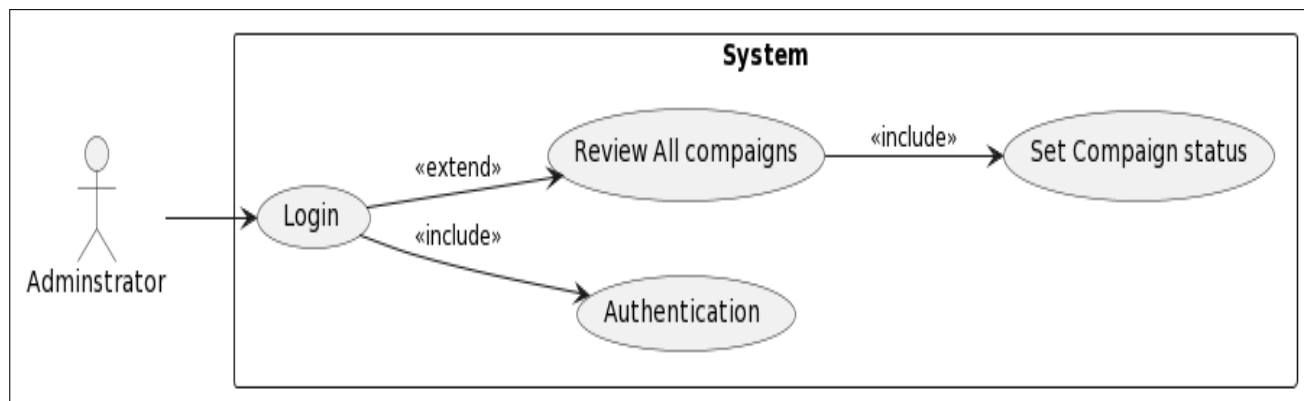 System
Review All compaigns
«include»
Set Compaign status
«extend»
Login
«include»
Adminstrator
Authentication